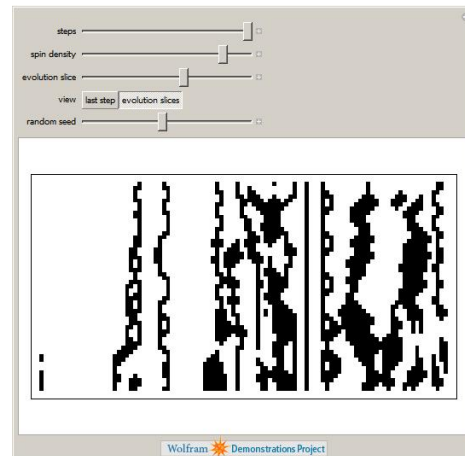 steps
spin density
evolution slice
view last step evolution slices
random seed
Wolfram Demonstrations Project